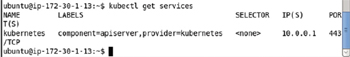 ubuntu@ip-172-30-1-13:~$ kubectl get services
NAME LABELS SELECTOR IP(S) POR
T(S)
kubernetes component=apiserver,provider=kubernetes <none> 10.0.0.1 443
/TCP
ubuntu@ip-172-30-1-13:~$